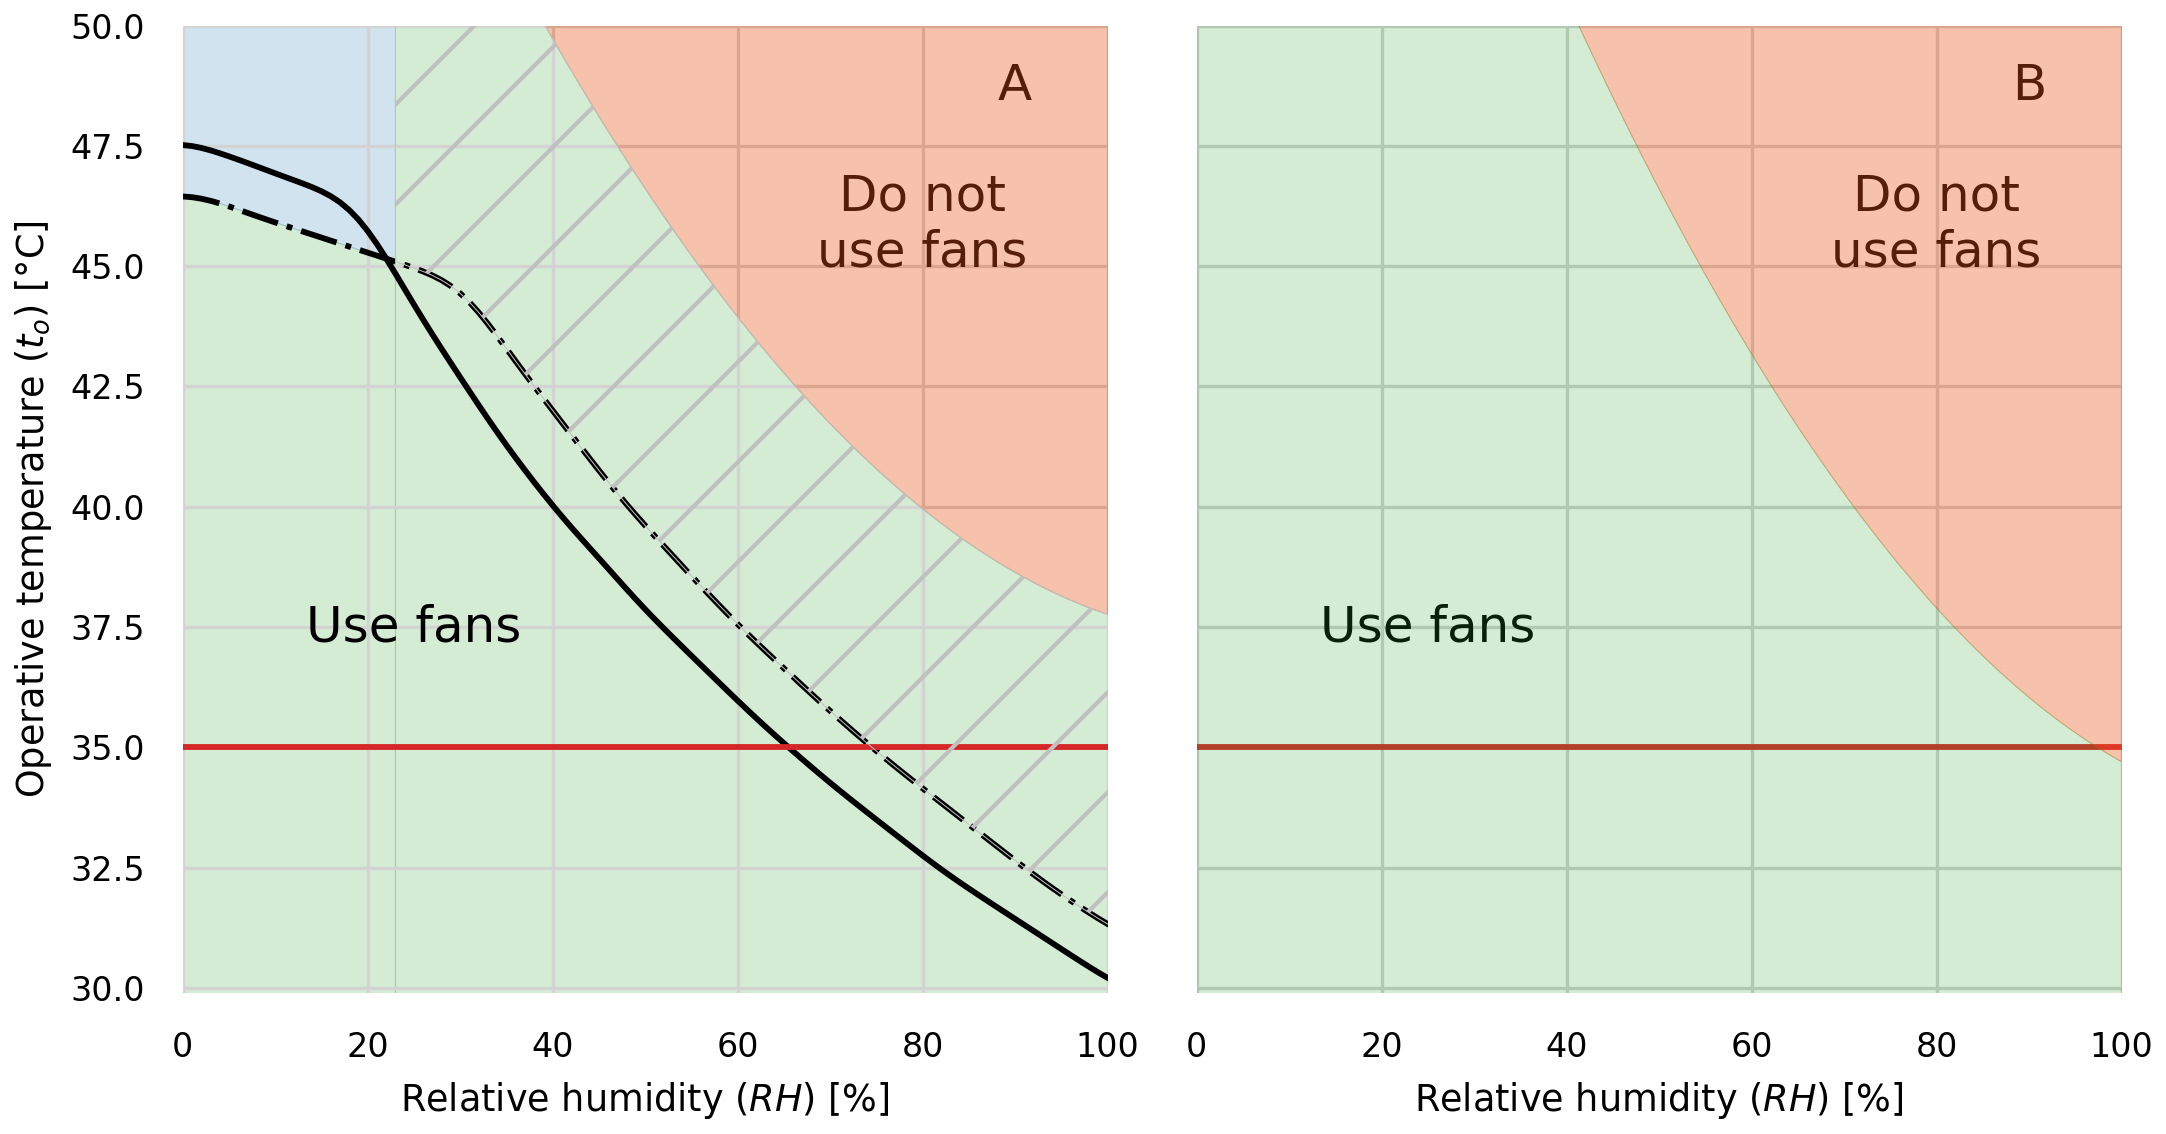 Operative temperature (tₒ) [°C]
50.0
47.5
45.0
42.5
40.0
37.5
35.0
32.5
30.0
A
Do not
use fans
Use fans
0 20 40 60 80 100
Relative humidity (RH) [%]
B
Do not
use fans
Use fans
0 20 40 60 80 100
Relative humidity (RH) [%]